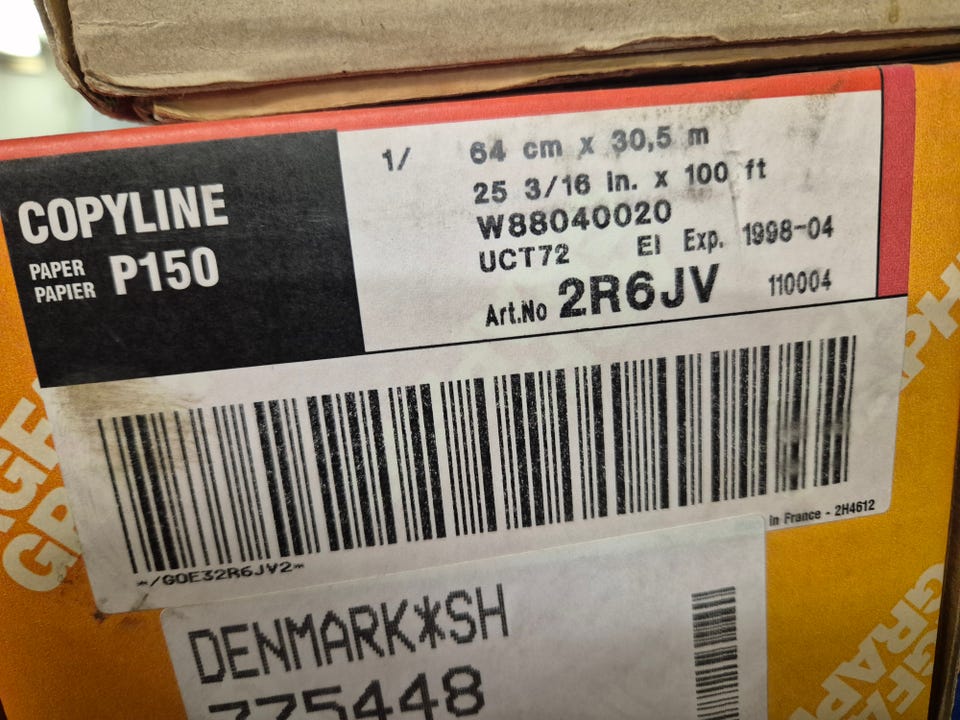 COPYLINE
PAPER
PAPIER P150
1/ 64 cm x 30,5 m
25 3/16 in. x 100 ft
W88040020
UCT72 EI Exp. 1998-04
Art.No 2R6JV 110004
*/GOE32R6JV2*
in France - 2H4612
DENMARK*SH
775448